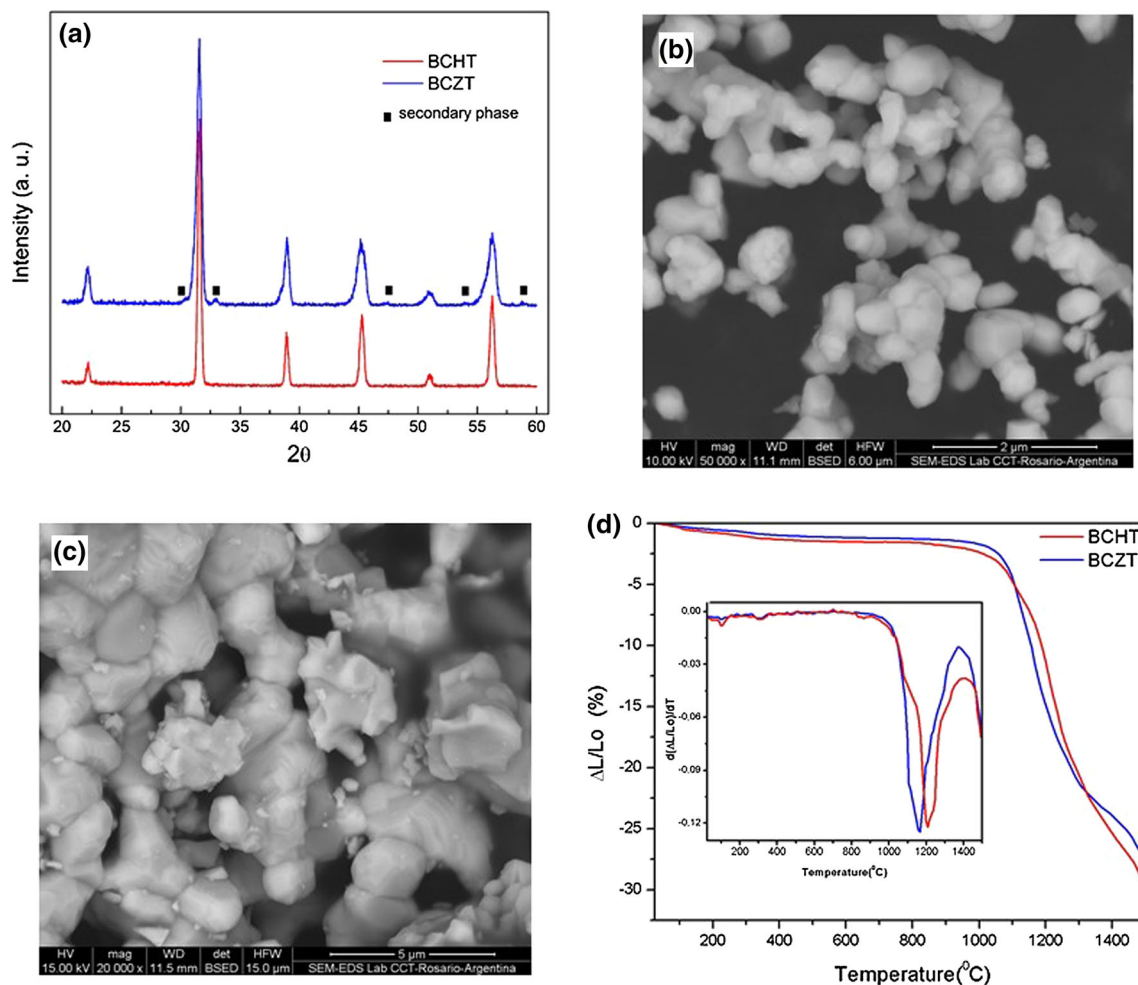 (a)
BCHT
BCZT
■ secondary phase
Intensity (a. u.)
20 25 30 35 40 45 50 55 60
2θ
(b)
HV mag WD det HFW 2 µm
10.00 kV 50 000 x 11.1 mm BSED 6.00 µm SEM-EDS Lab CCT-Rosario-Argentina
(c)
HV mag WD det HFW 5 µm
15.00 kV 20 000 x 11.5 mm BSED 15.0 µm SEM-EDS Lab CCT-Rosario-Argentina
(d)
BCHT
BCZT
0
-5
-10
-15
-20
-25
-30
ΔL/Lo (%)
0.00
-0.03
-0.06
-0.09
-0.12
d(ΔL/Lo)/dT
200 400 600 800 1000 1200 1400
Temperature(⁰C)
200 400 600 800 1000 1200 1400
Temperature(⁰C)